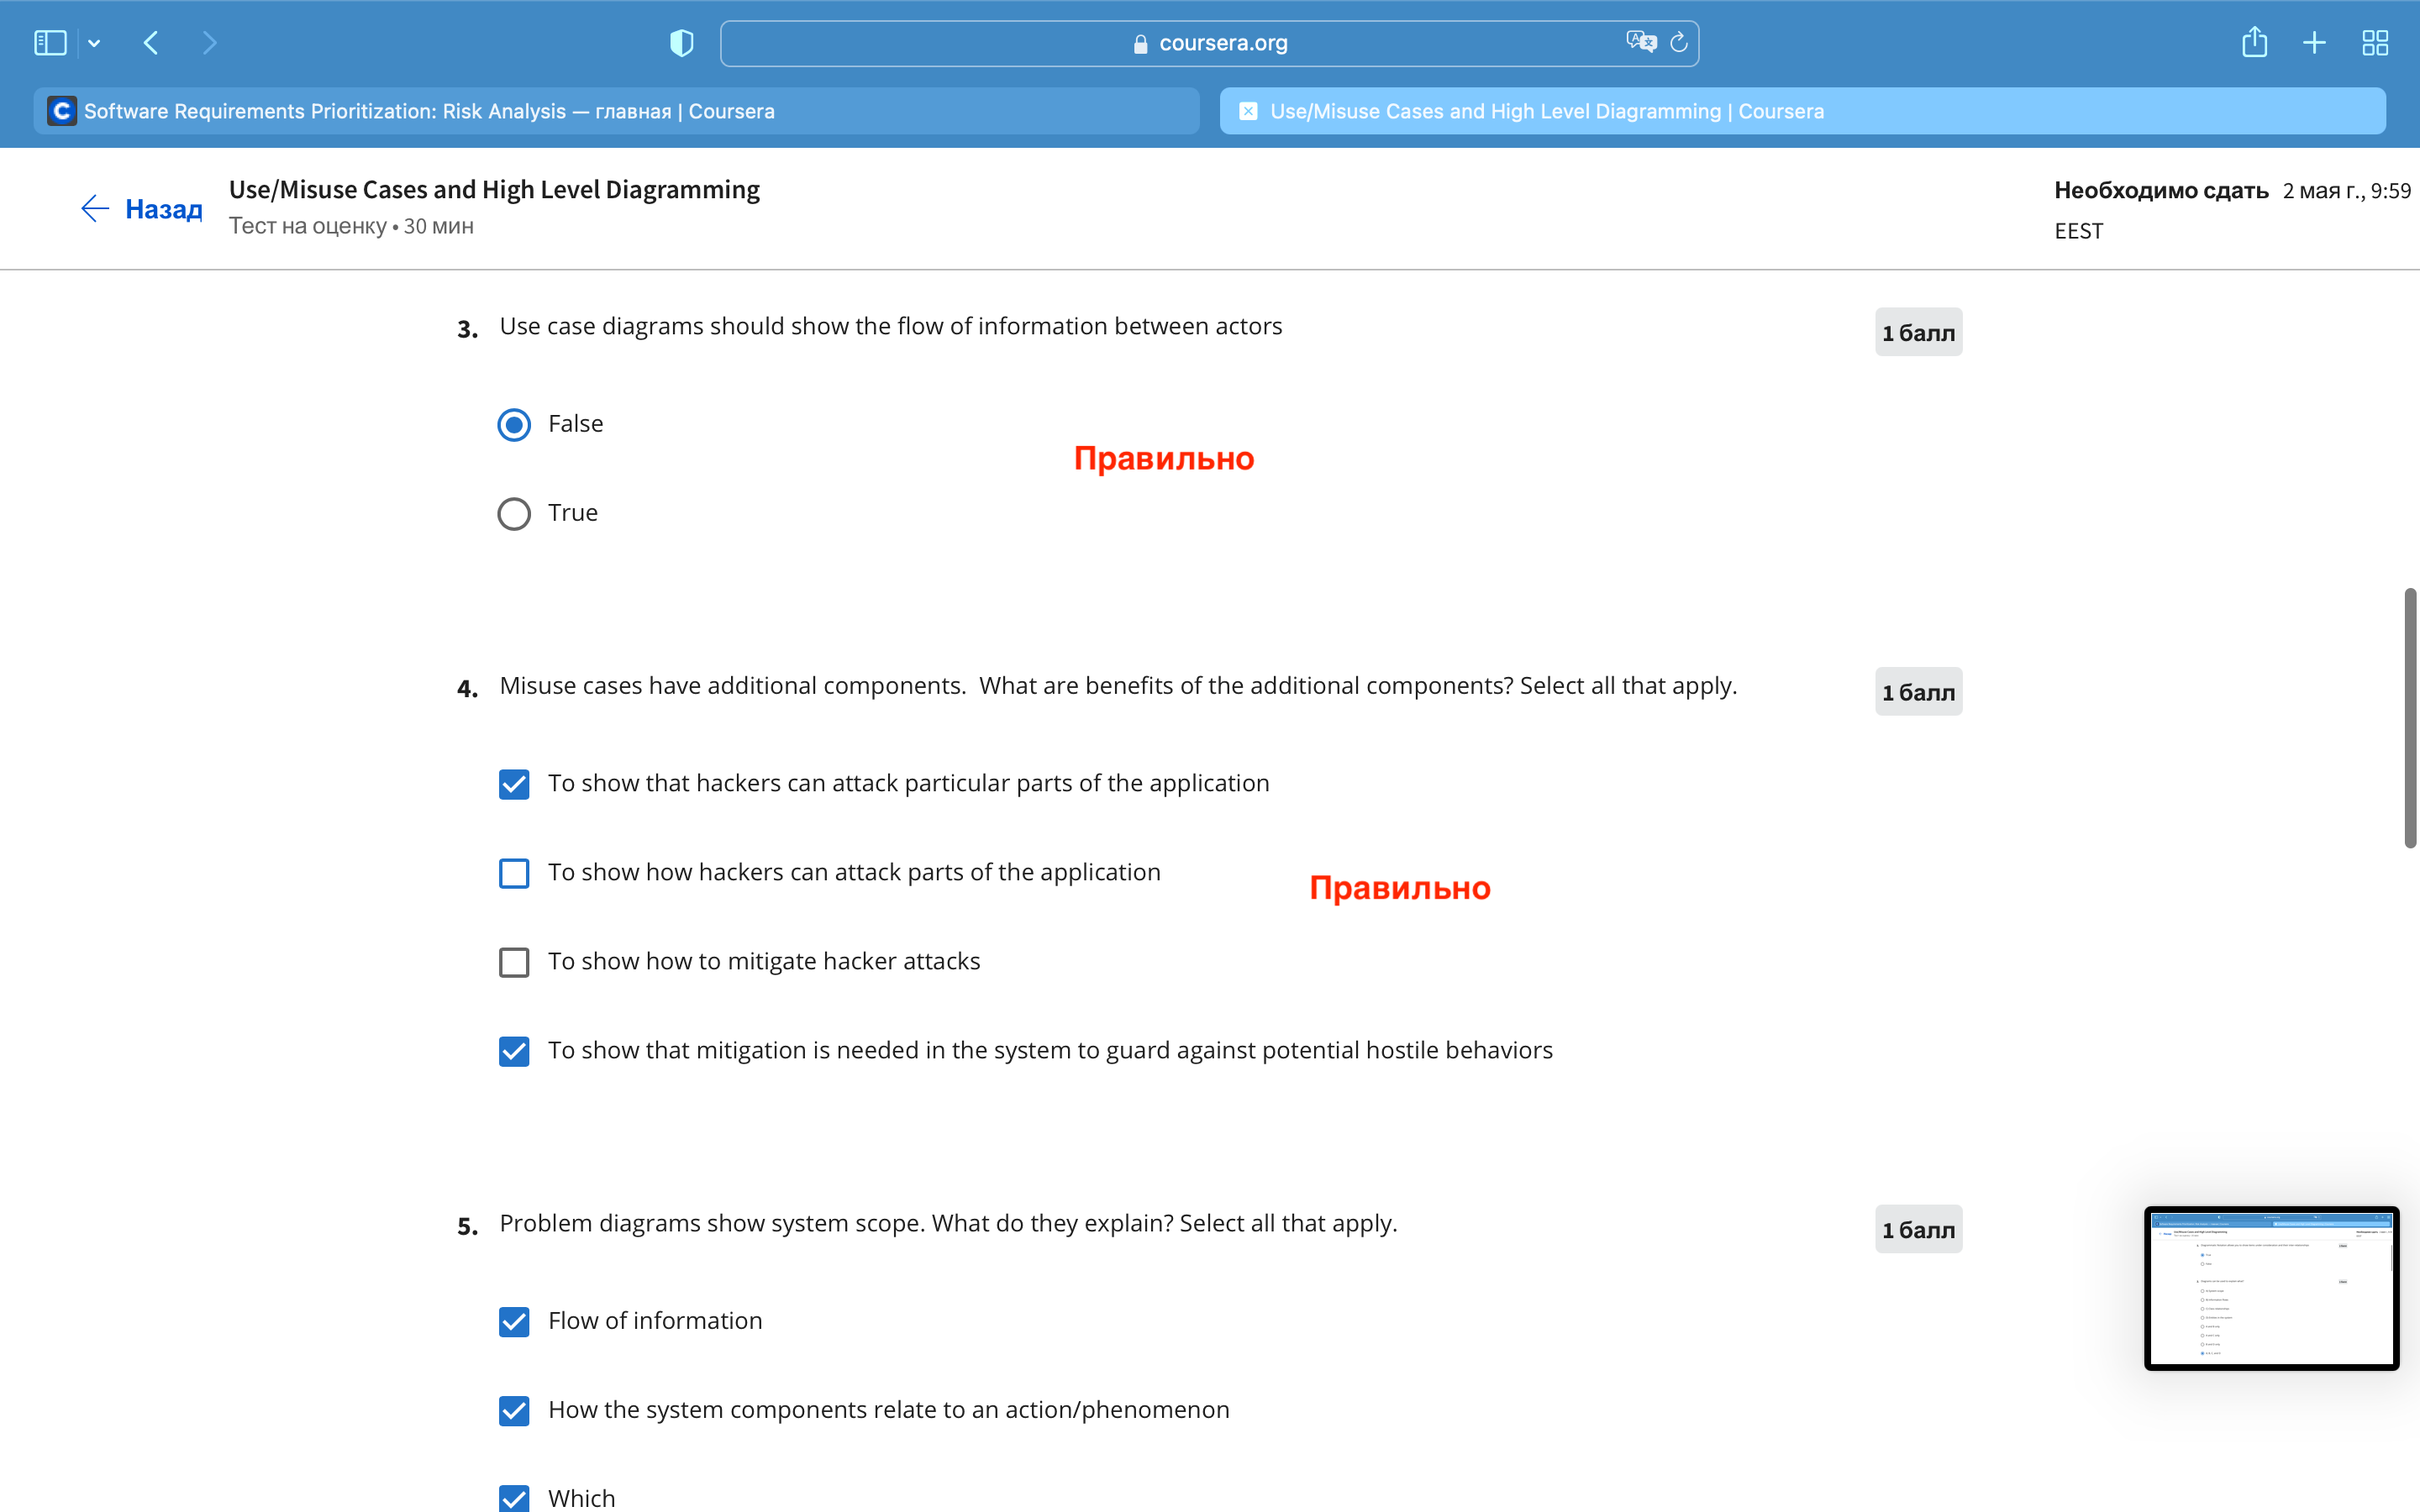 coursera.org
Software Requirements Prioritization: Risk Analysis — главная | Coursera
Use/Misuse Cases and High Level Diagramming | Coursera
Назад
Use/Misuse Cases and High Level Diagramming
Тест на оценку • 30 мин
Необходимо сдать 2 мая г., 9:59
EEST
3. Use case diagrams should show the flow of information between actors
1 балл
False
Правильно
True
4. Misuse cases have additional components. What are benefits of the additional components? Select all that apply.
1 балл
To show that hackers can attack particular parts of the application
To show how hackers can attack parts of the application
Правильно
To show how to mitigate hacker attacks
To show that mitigation is needed in the system to guard against potential hostile behaviors
5. Problem diagrams show system scope. What do they explain? Select all that apply.
1 балл
Flow of information
How the system components relate to an action/phenomenon
Which